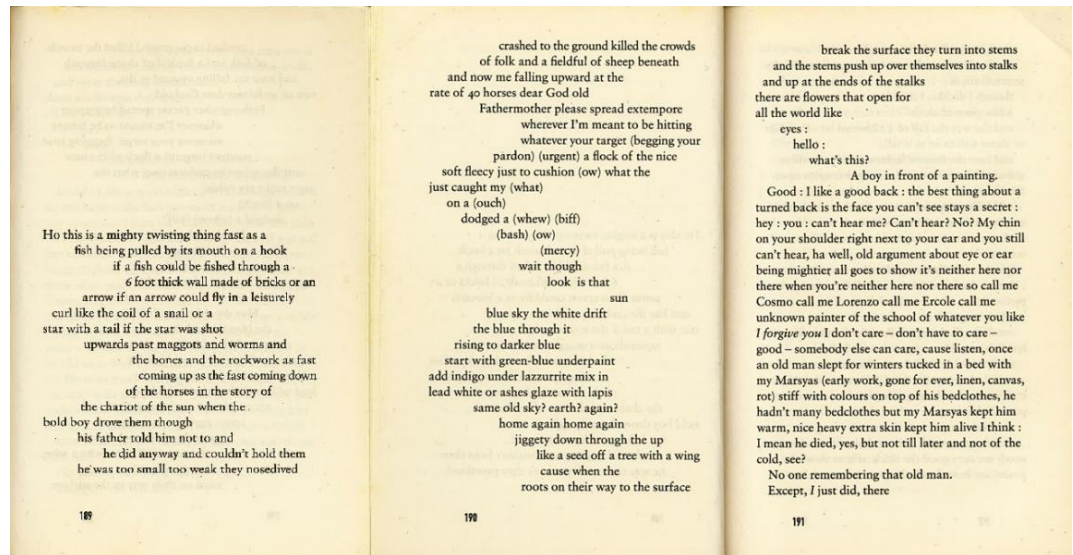 Ho this is a mighty twisting thing fast as a
fish being pulled by its mouth on a hook
if a fish could be fished through a
6 foot thick wall made of bricks or an
arrow if an arrow could fly in a leisurely
curl like the coil of a snail or a
star with a tail if the star was shot
upwards past maggots and worms and
the bones and the rockwork as fast
coming up as the fast coming down
of the horses in the story of
the chariot of the sun when the
bold boy drove them though
his father told him not to and
he did anyway and couldn't hold them
he was too small too weak they nosedived
189
crashed to the ground killed the crowds
of folk and a fieldful of sheep beneath
and now me falling upward at the
rate of 40 horses dear God old
Fathermother please spread extempore
wherever I'm meant to be hitting
whatever your target (begging your
pardon) (urgent) a flock of the nice
soft fleecy just to cushion (ow) what the
just caught my (what)
on a (ouch)
dodged a (whew) (biff)
(bash) (ow)
(mercy)
wait though
look is that
sun
blue sky the white drift
the blue through it
rising to darker blue
start with green-blue underpaint
add indigo under lazzurrite mix in
lead white or ashes glaze with lapis
same old sky? earth? again?
home again home again
jiggety down through the up
like a seed off a tree with a wing
cause when the
roots on their way to the surface
190
break the surface they turn into stems
and the stems push up over themselves into stalks
and up at the ends of the stalks
there are flowers that open for
all the world like
eyes :
hello :
what's this?
A boy in front of a painting.
Good : I like a good back : the best thing about a
turned back is the face you can't see stays a secret :
hey : you : can't hear me? Can't hear? No? My chin
on your shoulder right next to your ear and you still
can't hear, ha well, old argument about eye or ear
being mightier all goes to show it's neither here nor
there when you're neither here nor there so call me
Cosmo call me Lorenzo call me Ercole call me
unknown painter of the school of whatever you like
I forgive you I don't care – don't have to care –
good – somebody else can care, cause listen, once
an old man slept for winters tucked in a bed with
my Marsyas (early work, gone for ever, linen, canvas,
rot) stiff with colours on top of his bedclothes, he
hadn't many bedclothes but my Marsyas kept him
warm, nice heavy extra skin kept him alive I think :
I mean he died, yes, but not till later and not of the
cold, see?
No one remembering that old man.
Except, I just did, there
191